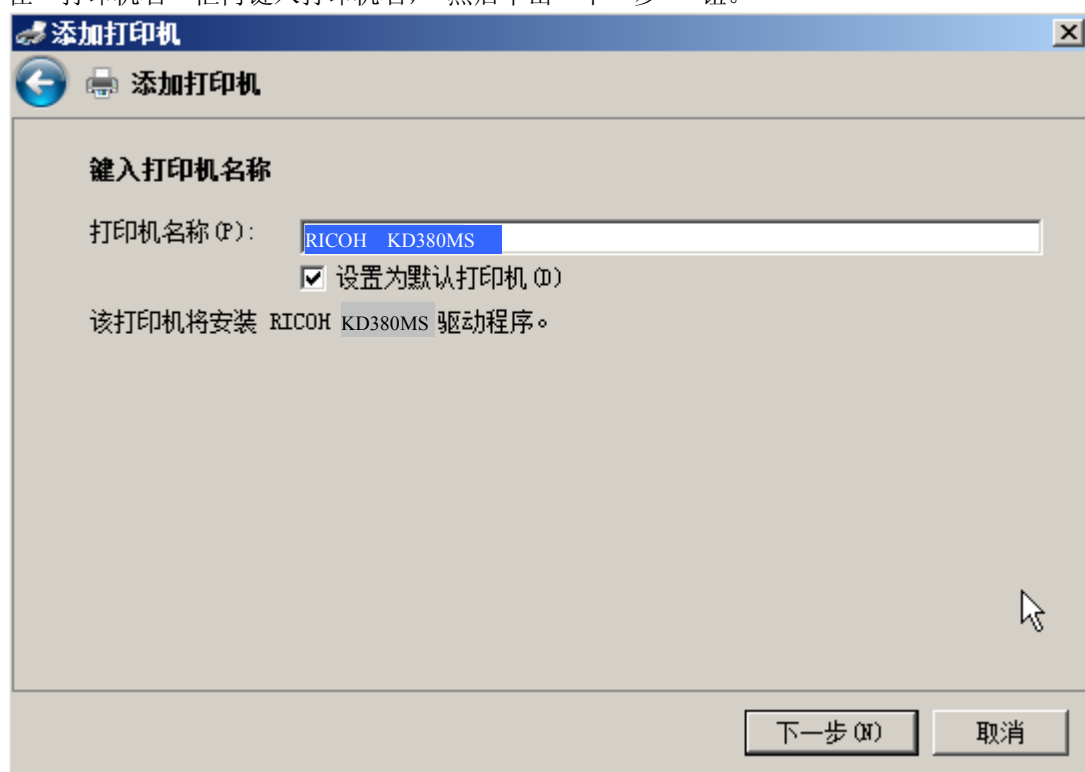 添加打印机
添加打印机
键入打印机名称
打印机名称(P): RICOH KD380MS
设置为默认打印机(D)
该打印机将安装 RICOH KD380MS 驱动程序。
下一步(N) 取消